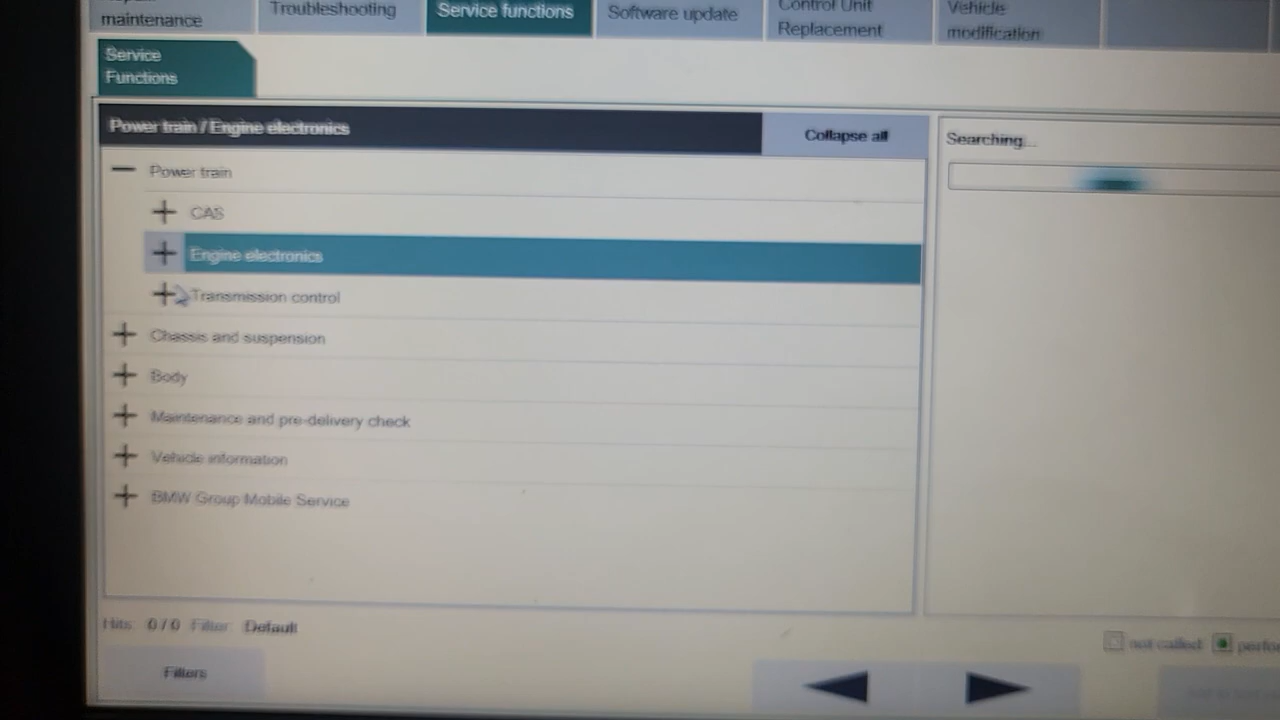 maintenance
Troubleshooting
Service functions
Software update
Control Unit
Replacement
Vehicle
modification
Service
Functions
Power train / Engine electronics
Collapse all
Searching...
Power train
CAS
Engine electronics
Transmission control
Chassis and suspension
Body
Maintenance and pre-delivery check
Vehicle information
BMW Group Mobile Service
Hits 0 / 0 Filter: Default
not called
perfo
Filters